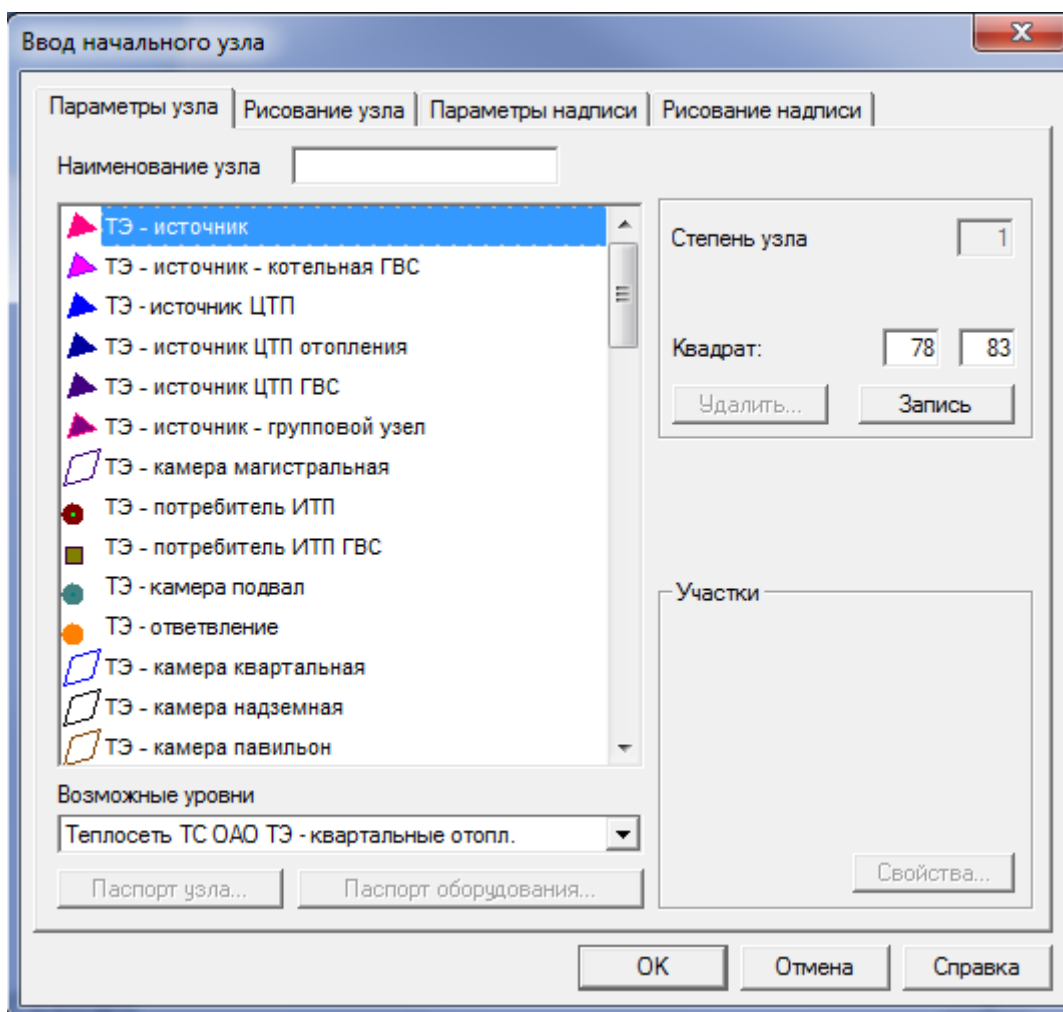 Ввод начального узла
Параметры узла Рисование узла Параметры надписи Рисование надписи
Наименование узла
ТЭ - источник
ТЭ - источник - котельная ГВС
ТЭ - источник ЦТП
ТЭ - источник ЦТП отопления
ТЭ - источник ЦТП ГВС
ТЭ - источник - групповой узел
ТЭ - камера магистральная
ТЭ - потребитель ИТП
ТЭ - потребитель ИТП ГВС
ТЭ - камера подвал
ТЭ - ответвление
ТЭ - камера квартальная
ТЭ - камера надземная
ТЭ - камера павильон
Возможные уровни
Теплосеть ТС ОАО ТЭ - квартальные отопл.
Паспорт узла... Паспорт оборудования...
Степень узла 1
Квадрат: 78 83
Удалить... Запись
Участки
Свойства...
OK Отмена Справка